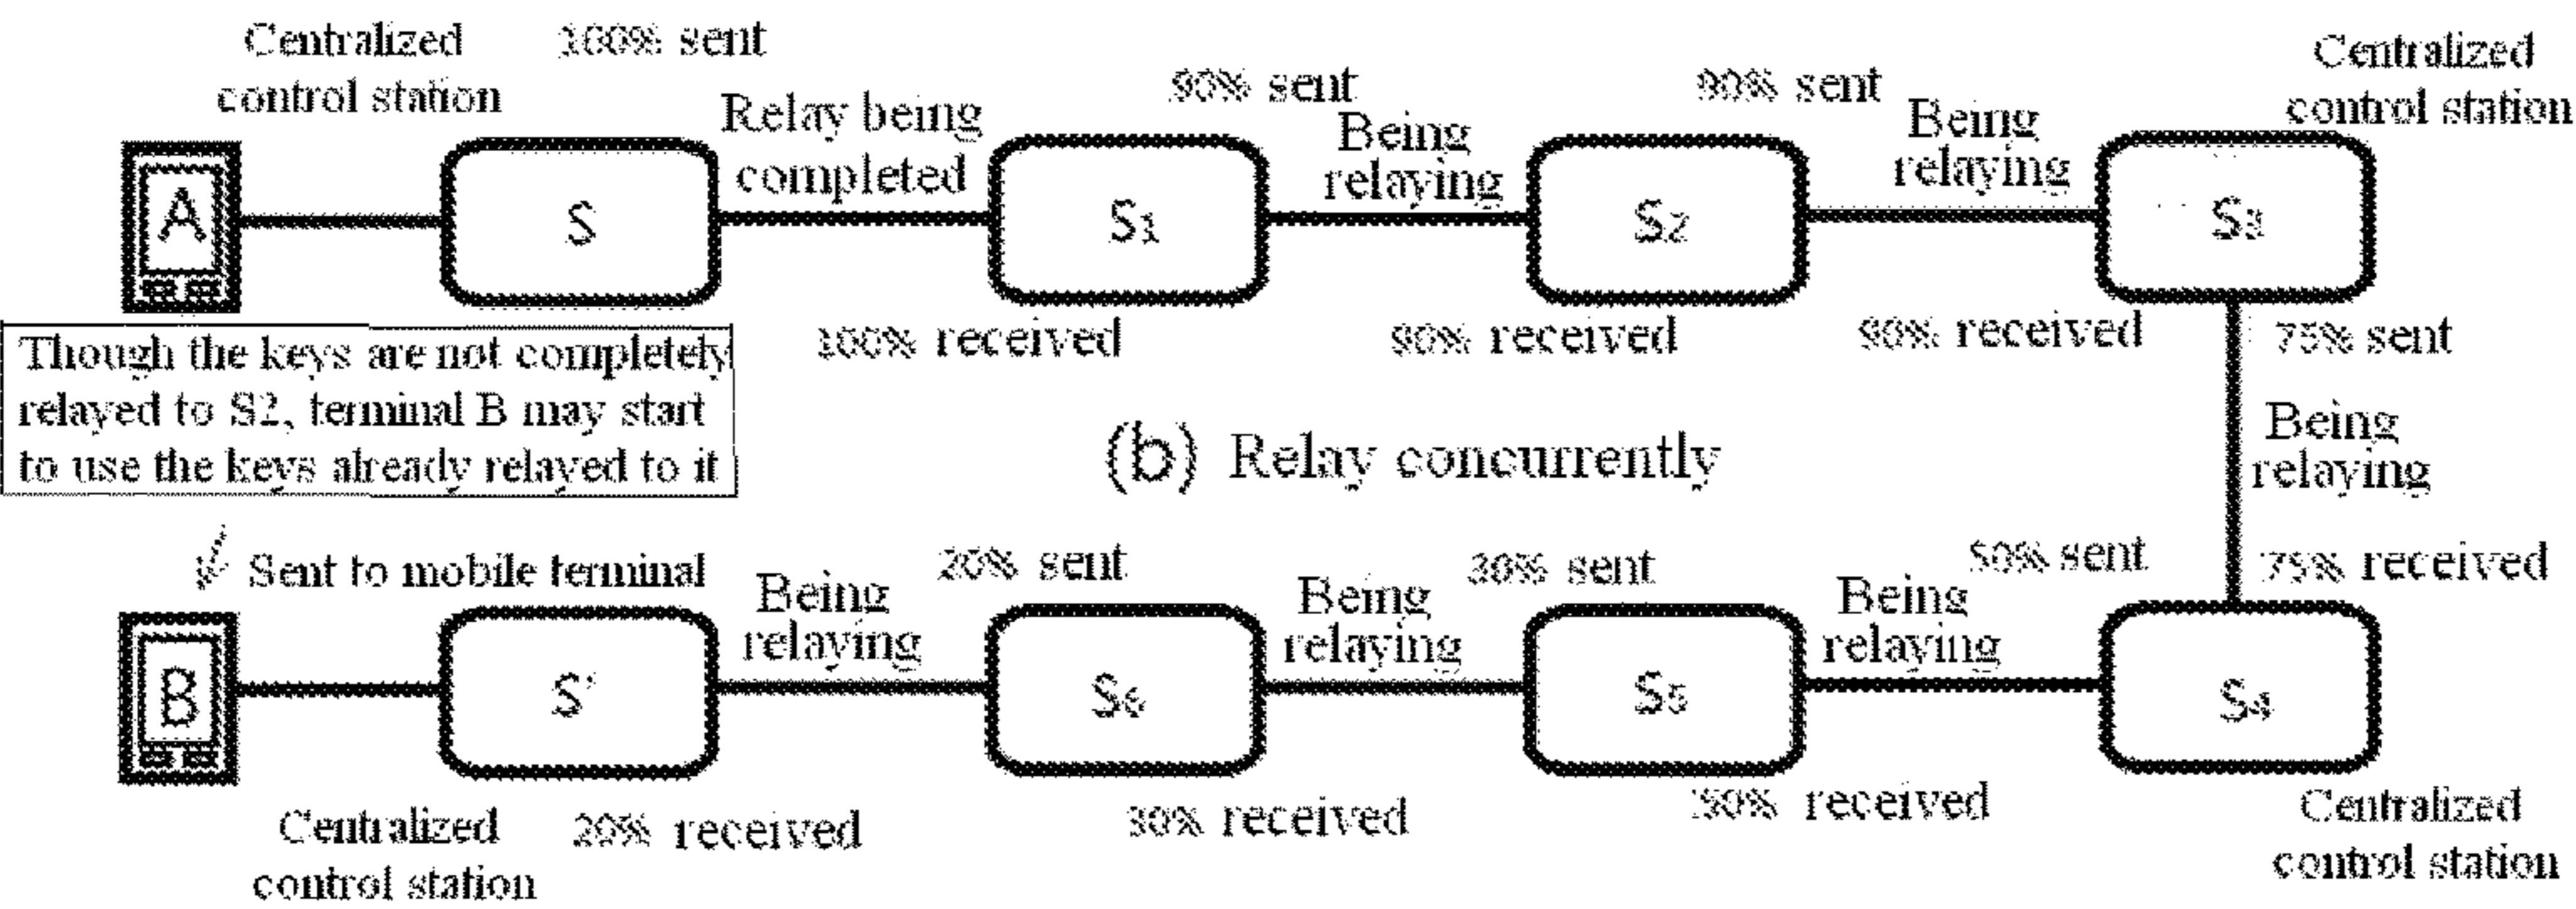 Centralized
control station
100% sent
Relay being
completed
90% sent
Being
relaying
90% sent
Being
relaying
Centralized
control station
A
S
S1
S2
S3
100% received
90% received
90% received
75% sent
Though the keys are not completely
relayed to S2, terminal B may start
to use the keys already relayed to it
(b) Relay concurrently
Being
relaying
Sent to mobile terminal
Being
relaying
20% sent
Being
relaying
30% sent
Being
relaying
50% sent
75% received
B
S'
S6
S5
S4
Centralized
control station
20% received
30% received
received
Centralized
control station